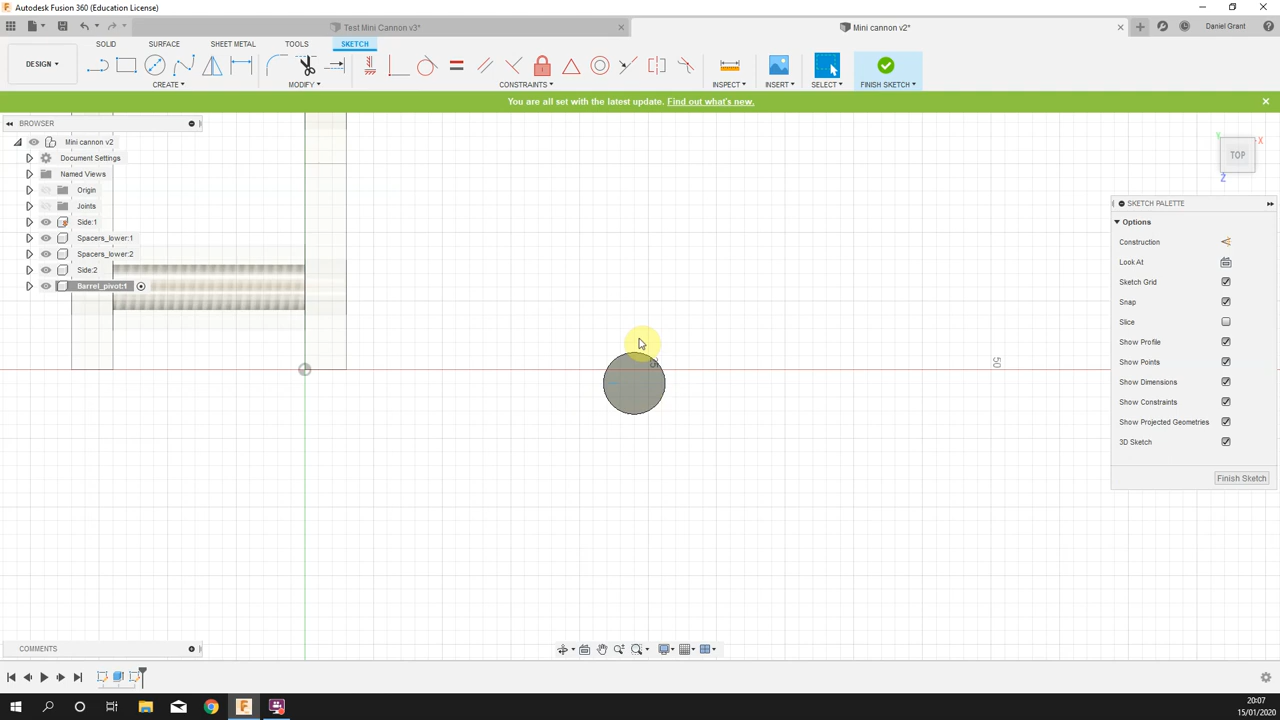 Autodesk Fusion 360 (Education License)
Test Mini Cannon v3*
Mini cannon v2*
Daniel Grant
DESIGN
SOLID
SURFACE
SHEET METAL
TOOLS
SKETCH
CREATE
MODIFY
CONSTRAINTS
INSPECT
INSERT
SELECT
FINISH SKETCH
You are all set with the latest update. Find out what's new.
BROWSER
Mini cannon v2
Document Settings
Named Views
Origin
Joints
Side:1
Spacers_lower:1
Spacers_lower:2
Side:2
Barrel_pivot:1
25
50
TOP
X
Y
Z
SKETCH PALETTE
Options
Construction
Look At
Sketch Grid
Snap
Slice
Show Profile
Show Points
Show Dimensions
Show Constraints
Show Projected Geometries
3D Sketch
Finish Sketch
COMMENTS
20:07
15/01/2020